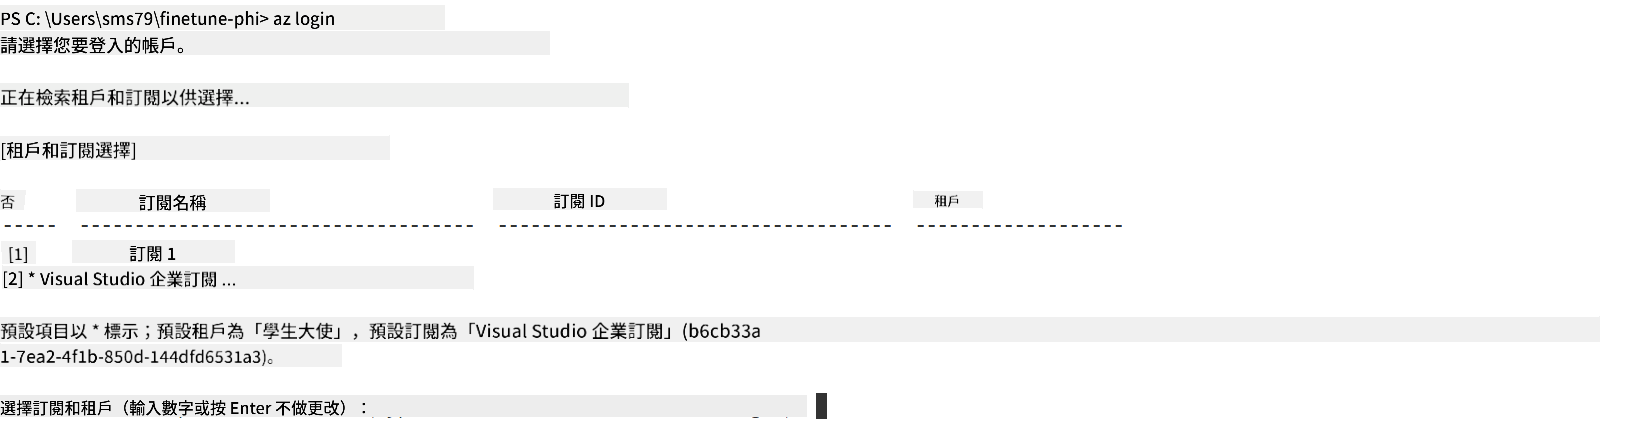 PS C: \Users\sms79\finetune-phi> az login
請選擇您要登入的帳戶。
正在檢索租戶和訂閱以供選擇...
[租戶和訂閱選擇]
否 訂閱名稱 訂閱 ID 租戶
----- ----------------------------------- ----------------------------------- -------------------
[1] 訂閱 1
[2] * Visual Studio 企業訂閱 ...
預設項目以 * 標示；預設租戶為「學生大使」，預設訂閱為「Visual Studio 企業訂閱」(b6cb33a
1-7ea2-4f1b-850d-144dfd6531a3)。
選擇訂閱和租戶（輸入數字或按 Enter 不做更改）：